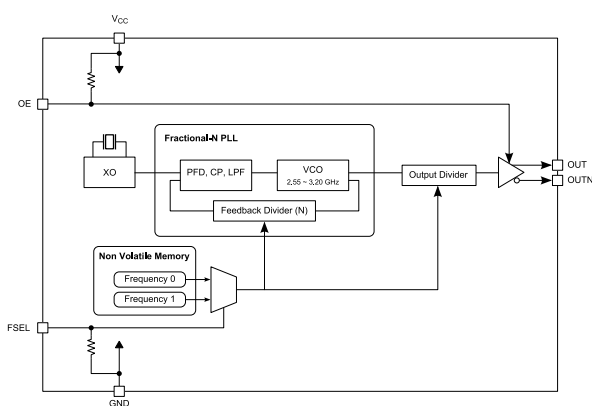 VCC
OE
Fractional-N PLL
XO
PFD, CP, LPF
VCO
2.55 ~ 3.20 GHz
Output Divider
OUT
OUTN
Feedback Divider (N)
Non Volatile Memory
Frequency 0
Frequency 1
FSEL
GND